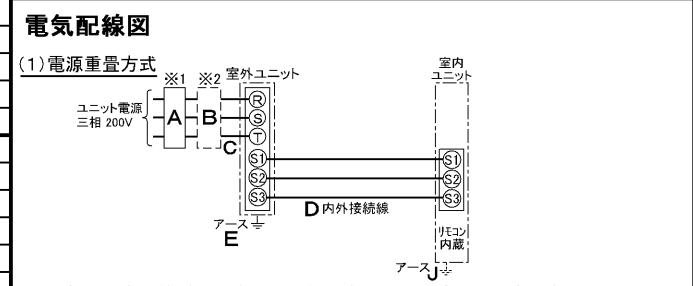 電気配線図
(1)電源重畳方式
※1 ※2 室外ユニット
室内
ユニット
ユニット電源
三相 200V
A B
R
S
T
C
S1 S1
S2 S2
S3 S3
D 内外接続線
アース
E
リモコン
内蔵
アース J